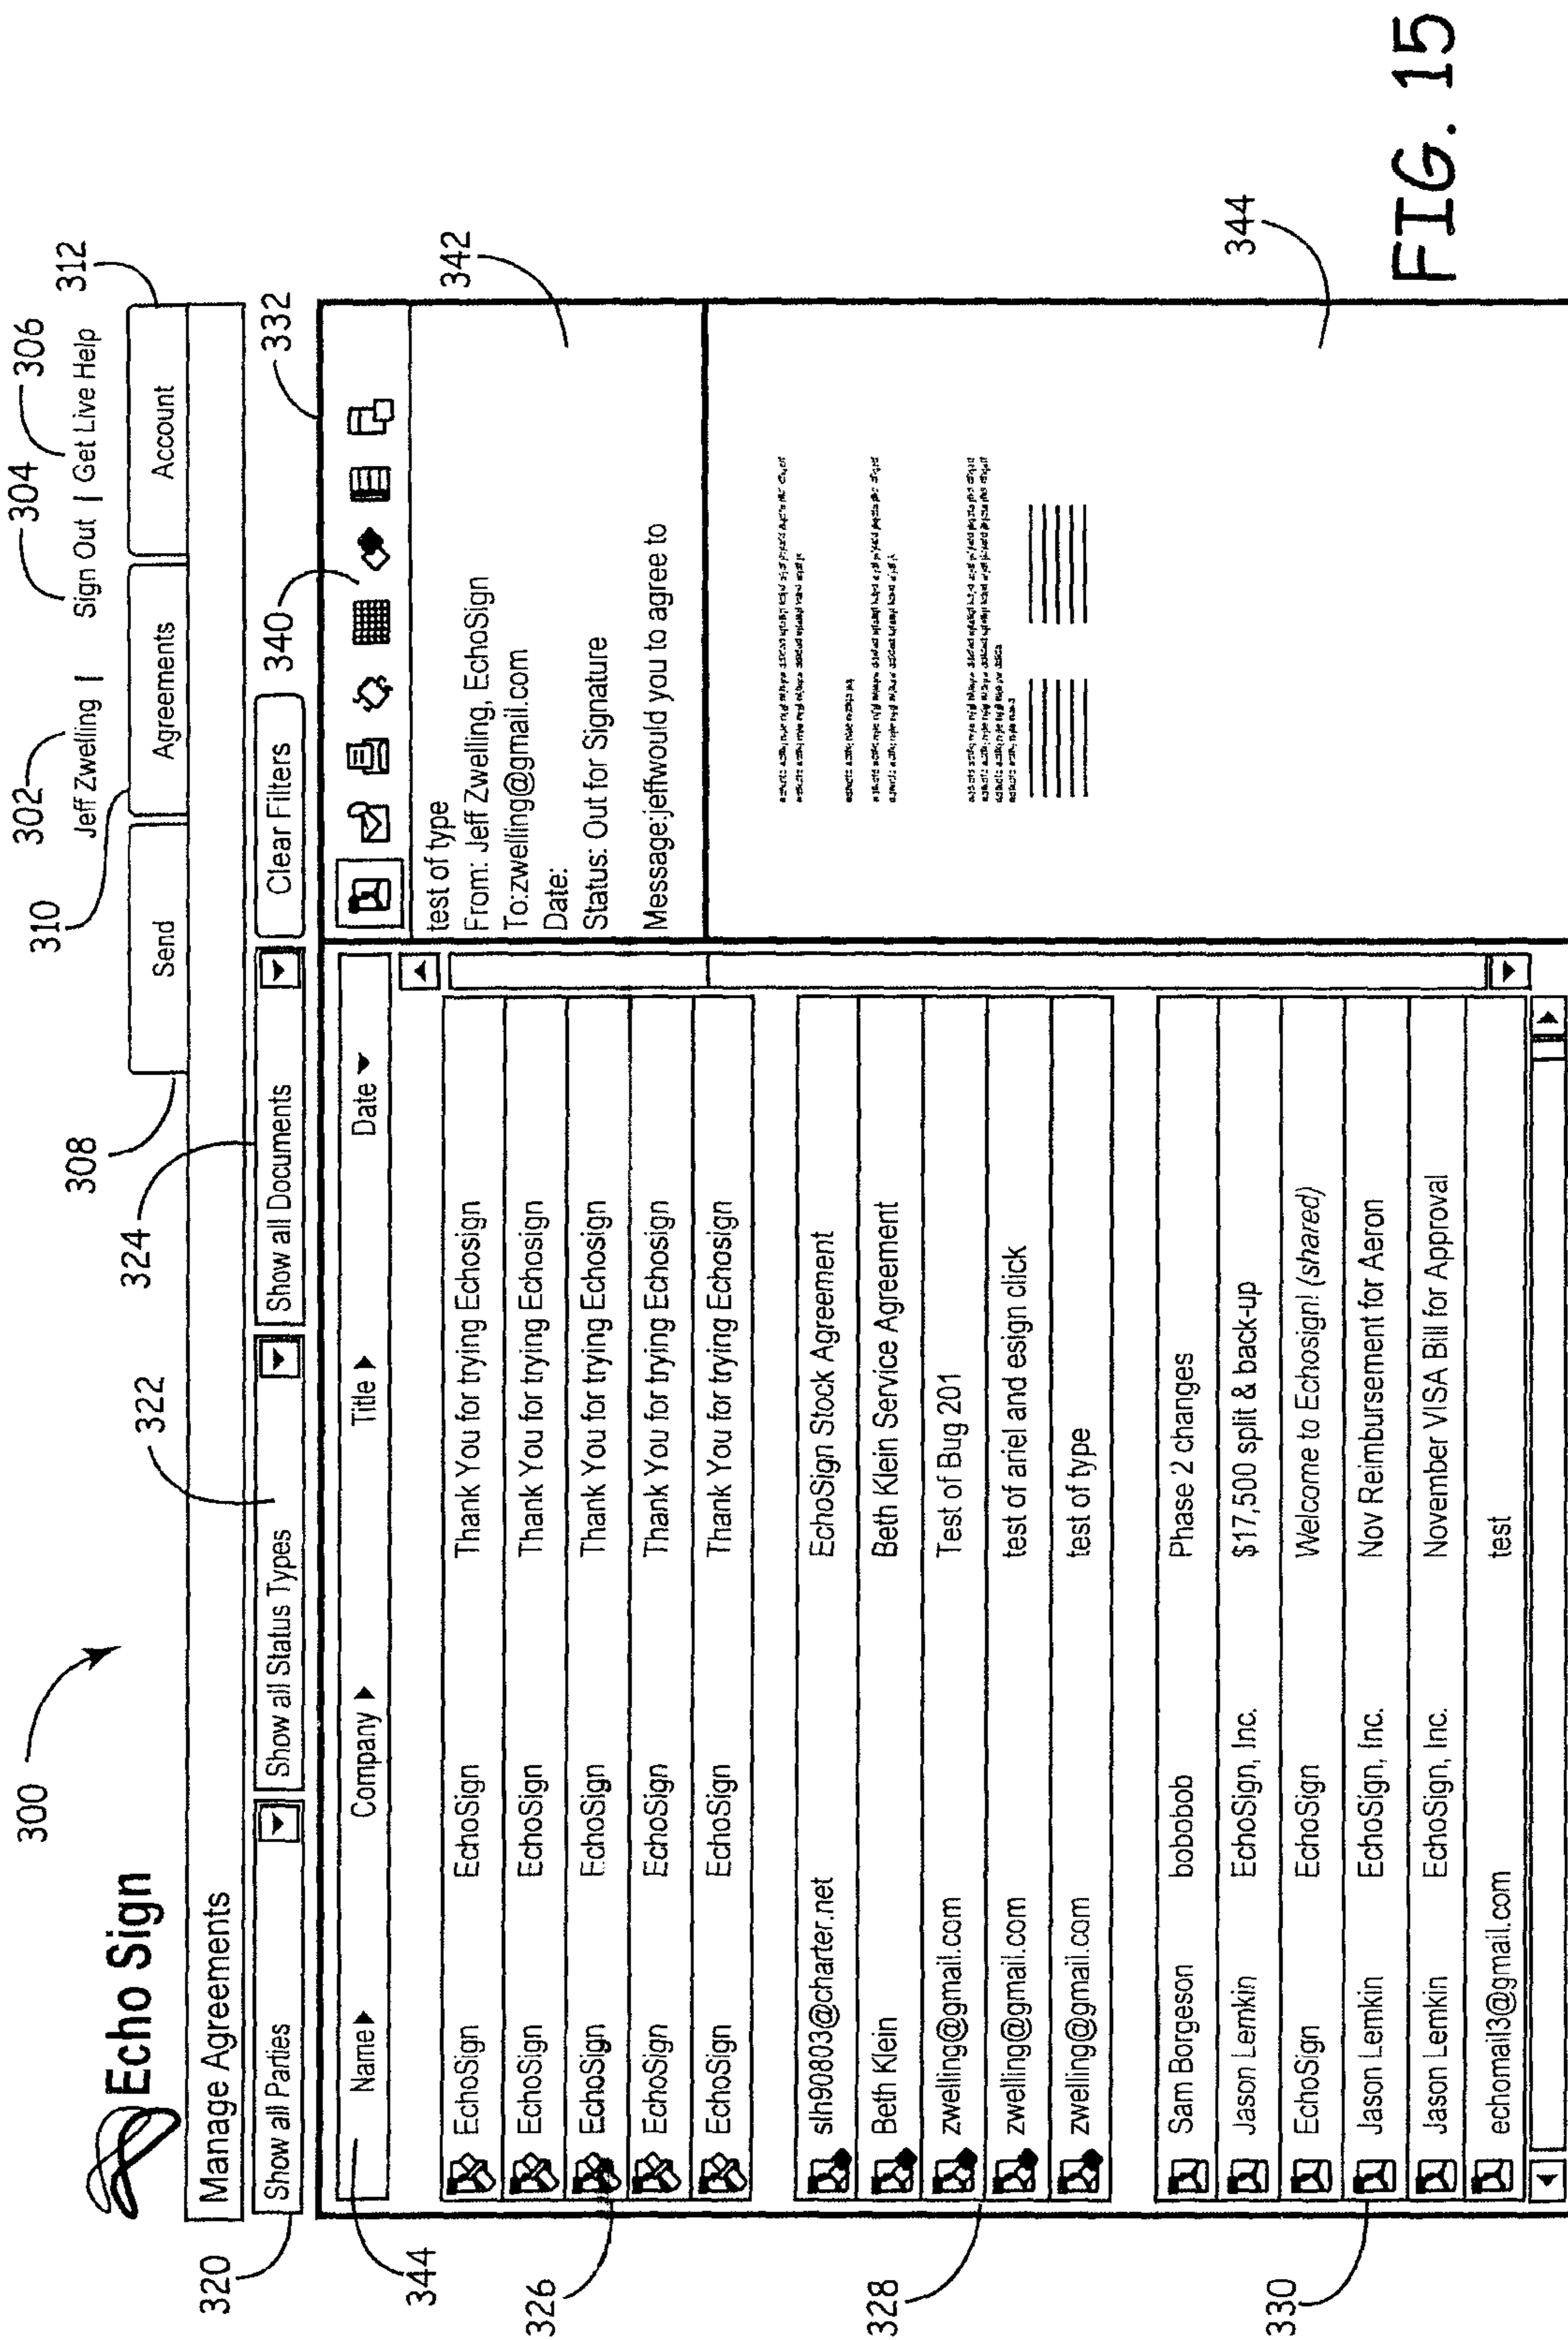 300
302
304
306
Echo Sign
Jeff Zwelling | Sign Out | Get Live Help
308
310
312
Send Agreements Account
Manage Agreements
320
322
324
Show all Parties Show all Status Types Show all Documents Clear Filters
340
332
344
Name Company Title Date
326
EchoSign EchoSign Thank You for trying Echosign
EchoSign EchoSign Thank You for trying Echosign
EchoSign EchoSign Thank You for trying Echosign
EchoSign EchoSign Thank You for trying Echosign
EchoSign EchoSign Thank You for trying Echosign
328
slh90803@charter.net EchoSign Stock Agreement
Beth Klein Beth Klein Service Agreement
zwelling@gmail.com Test of Bug 201
zwelling@gmail.com test of ariel and esign click
zwelling@gmail.com test of type
330
Sam Borgeson bobobob Phase 2 changes
Jason Lemkin EchoSign, Inc. $17,500 split & back-up
EchoSign EchoSign Welcome to Echosign! (shared)
Jason Lemkin EchoSign, Inc. Nov Reimbursement for Aeron
Jason Lemkin EchoSign, Inc. November VISA Bill for Approval
echomail3@gmail.com test
342
test of type
From: Jeff Zwelling, EchoSign
To:zwelling@gmail.com
Date:
Status: Out for Signature
Message:jeffwould you to agree to
344
FIG. 15